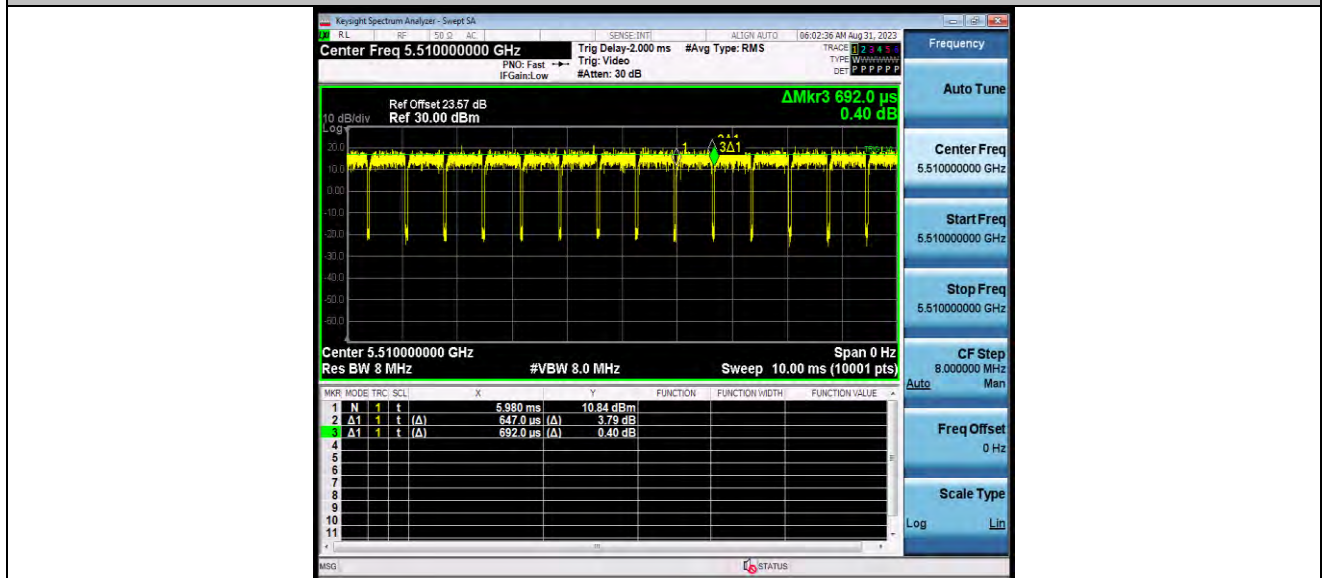 Keysight Spectrum Analyzer - Swept SA
RL RF 50 Ω AC SENSE:INT ALIGN AUTO 06:02:36 AM Aug 31, 2023
Center Freq 5.510000000 GHz
PNO: Fast
IFGain:Low
Trig Delay-2.000 ms
Trig: Video
#Atten: 30 dB
#Avg Type: RMS
TRACE 1 2 3 4 5 6
TYPE W
DET P P P P P P
ΔMkr3 692.0 µs
0.40 dB
Ref Offset 23.57 dB
10 dB/div Ref 30.00 dBm
Log
20.0
10.0
0.00
-10.0
-20.0
-30.0
-40.0
-50.0
-60.0
1
3Δ1
Center 5.510000000 GHz Span 0 Hz
Res BW 8 MHz #VBW 8.0 MHz Sweep 10.00 ms (10001 pts)
MKR MODE TRC SCL X Y FUNCTION FUNCTION WIDTH FUNCTION VALUE
1 N 1 t 5.980 ms 10.84 dBm
2 Δ1 1 t (Δ) 647.0 µs (Δ) 3.79 dB
3 Δ1 1 t (Δ) 692.0 µs (Δ) 0.40 dB
4
5
6
7
8
9
10
11
MSG STATUS
Frequency
Auto Tune
Center Freq
5.510000000 GHz
Start Freq
5.510000000 GHz
Stop Freq
5.510000000 GHz
CF Step
8.000000 MHz
Auto Man
Freq Offset
0 Hz
Scale Type
Log Lin